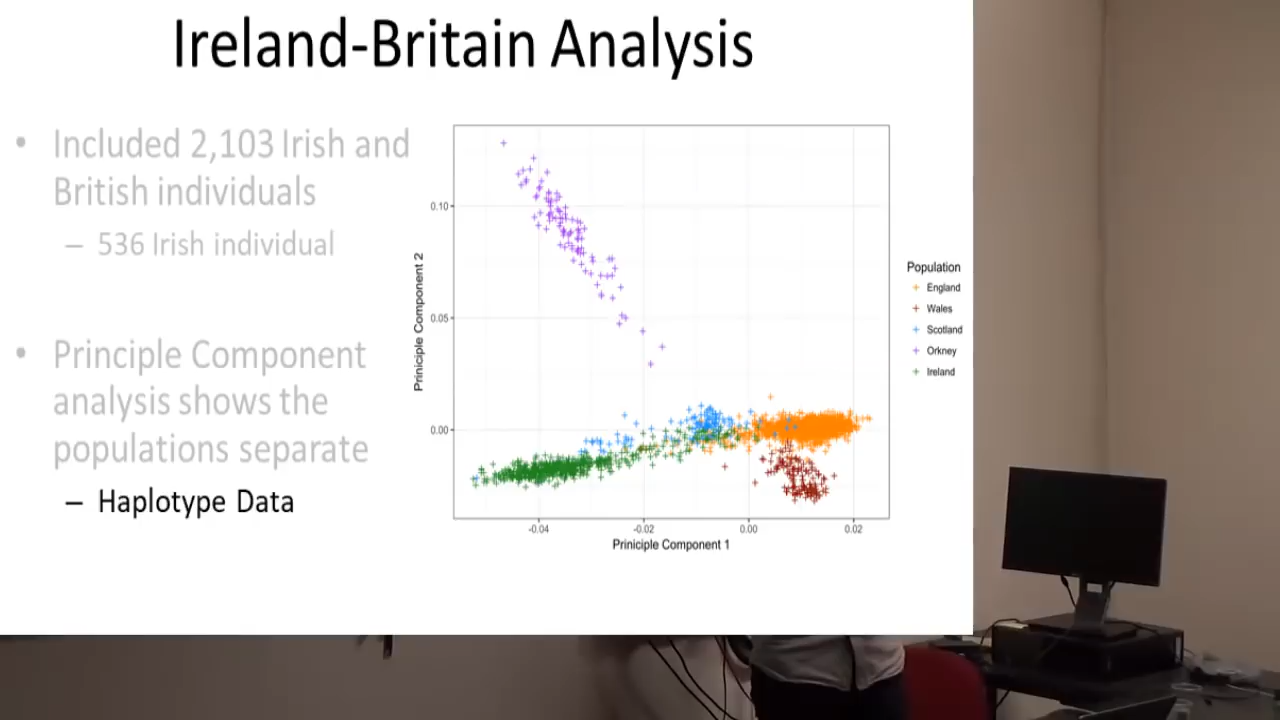 Ireland-Britain Analysis
• Included 2,103 Irish and
British individuals
– 536 Irish individual
• Principle Component
analysis shows the
populations separate
– Haplotype Data
0.10
0.05
0.00
Priniciple Component 2
-0.04
-0.02
0.00
0.02
Priniciple Component 1
Population
England
Wales
Scotland
Orkney
Ireland